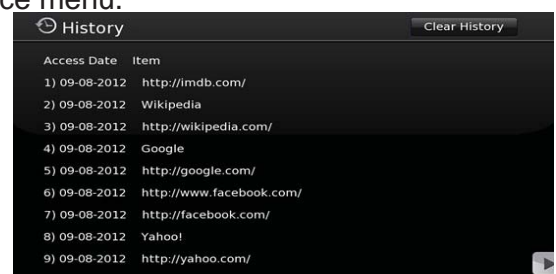 ce menu.
History
Clear History
Access Date Item
1) 09-08-2012 http://imdb.com/
2) 09-08-2012 Wikipedia
3) 09-08-2012 http://wikipedia.com/
4) 09-08-2012 Google
5) 09-08-2012 http://google.com/
6) 09-08-2012 http://www.facebook.com/
7) 09-08-2012 http://facebook.com/
8) 09-08-2012 Yahoo!
9) 09-08-2012 http://yahoo.com/